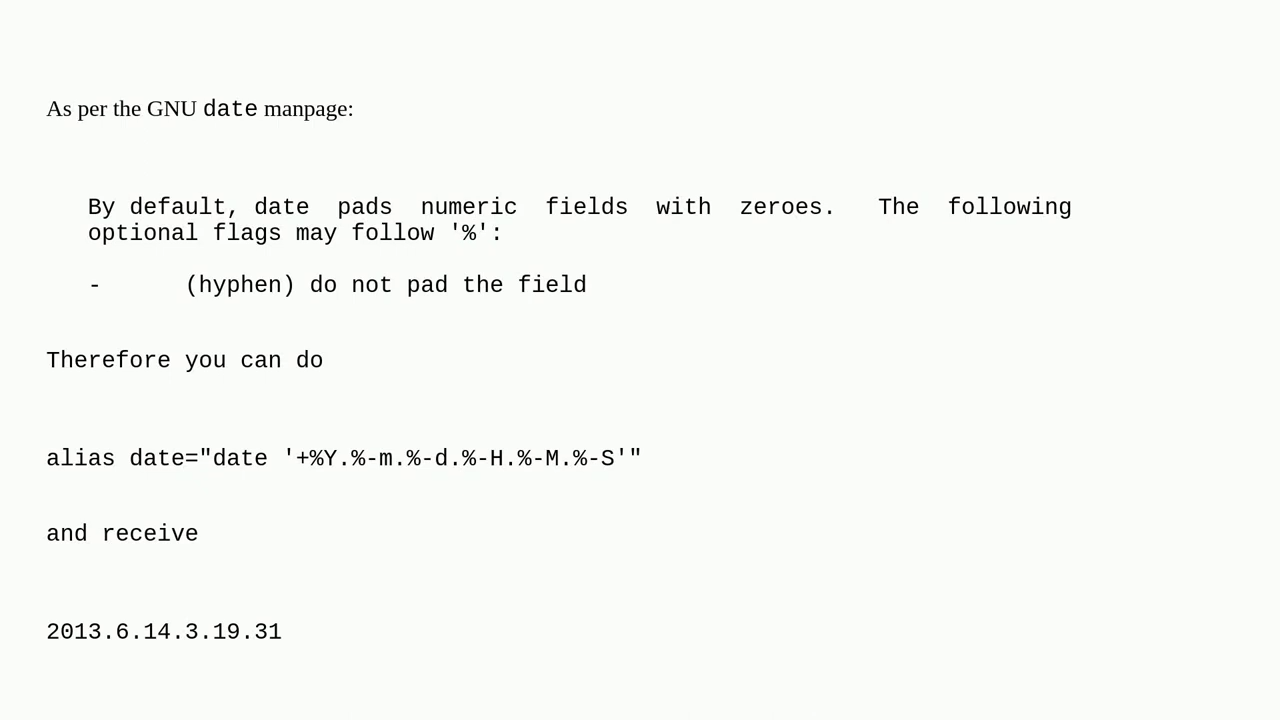 As per the GNU date manpage:
By default, date  pads  numeric  fields  with  zeroes.   The  following
optional flags may follow '%':
-      (hyphen) do not pad the field
Therefore you can do
alias date="date '+%Y.%-m.%-d.%-H.%-M.%-S'"
and receive
2013.6.14.3.19.31